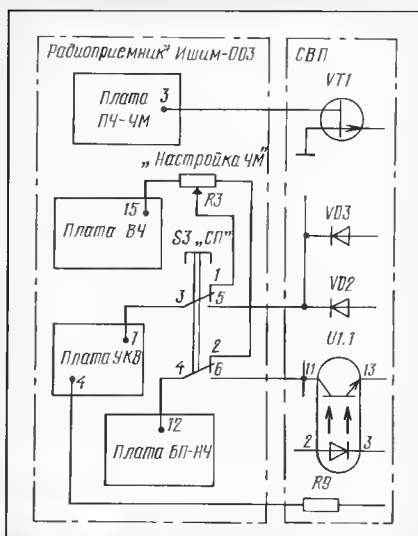 Радиоприемник "Ишим-003
СВП
VT1
Плата 3
ПЧ-ЧМ
„Настройка ЧМ"
R3
15
Плата ВЧ
VD3
S3 „СП"
1
3
5
VD2
1
Плата УКВ
4
2
4
6
U1.1
11
13
12
Плата БП-НЧ
2
3
R9